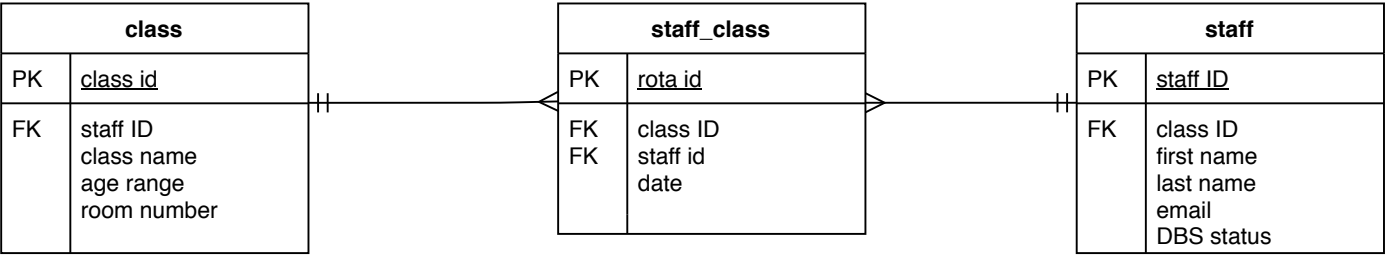 class
PK class id
FK staff ID
class name
age range
room number
staff_class
PK rota id
FK class ID
FK staff id
date
staff
PK staff ID
FK class ID
first name
last name
email
DBS status